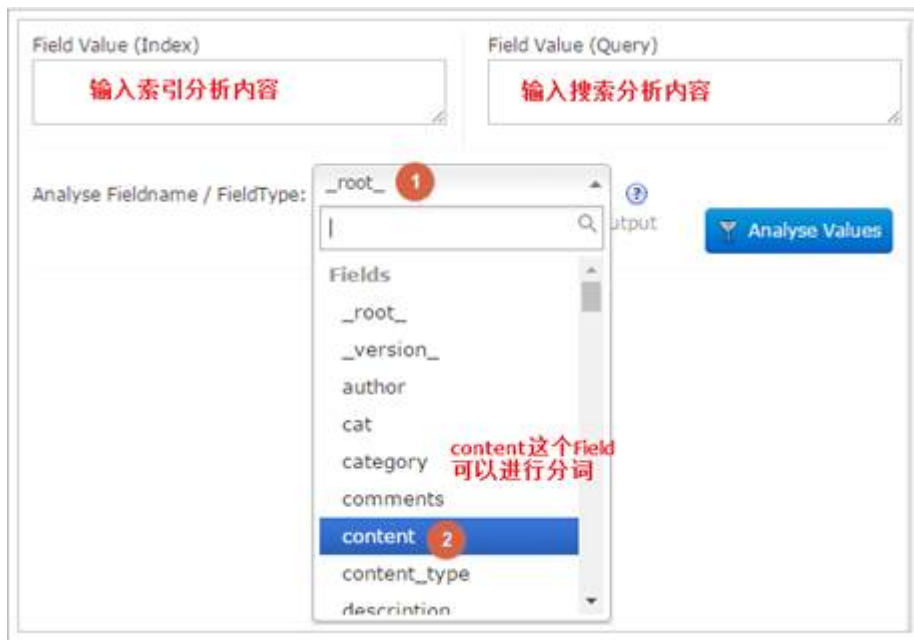 Field Value (Index)
Field Value (Query)
输入索引分析内容
输入搜索分析内容
Analyse Fieldname / FieldType:
_root_
1
?
Analyse Values
Fields
_root_
_version_
author
cat
category
content这个Field
可以进行分词
comments
content
2
content_type
description